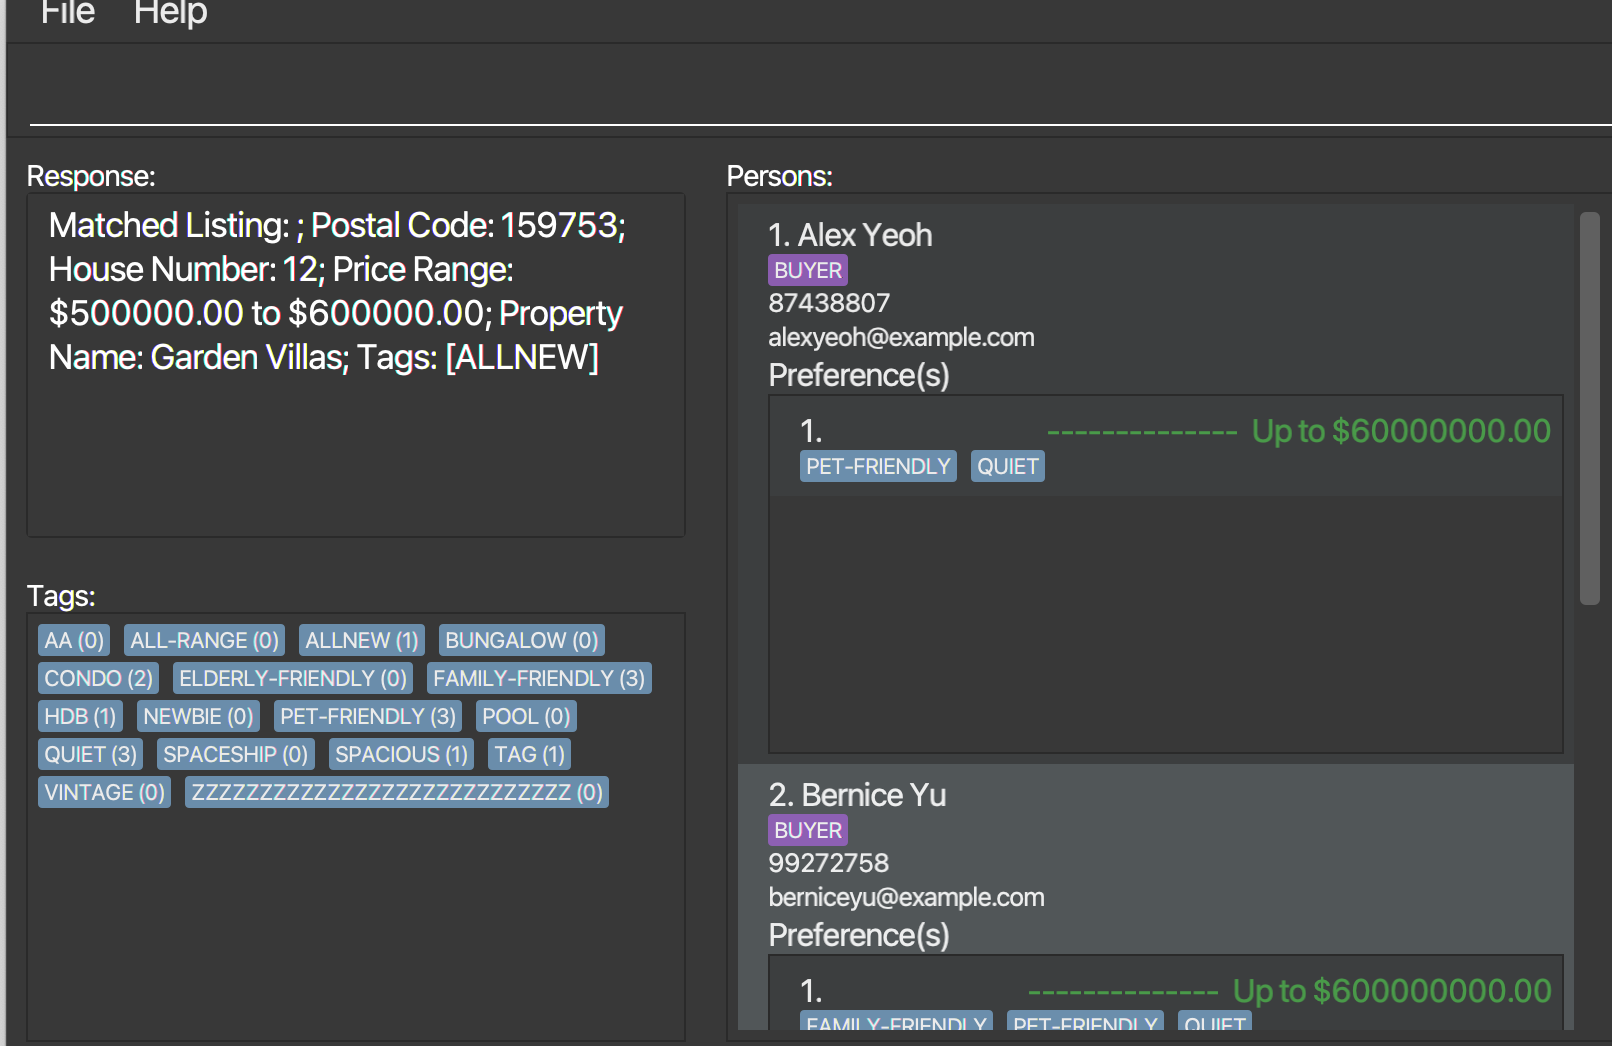 File Help
Response:
Matched Listing: ; Postal Code: 159753;
House Number: 12; Price Range:
$500000.00 to $600000.00; Property
Name: Garden Villas; Tags: [ALLNEW]
Tags:
AA (0) ALL-RANGE (0) ALLNEW (1) BUNGALOW (0)
CONDO (2) ELDERLY-FRIENDLY (0) FAMILY-FRIENDLY (3)
HDB (1) NEWBIE (0) PET-FRIENDLY (3) POOL (0)
QUIET (3) SPACESHIP (0) SPACIOUS (1) TAG (1)
VINTAGE (0) ZZZZZZZZZZZZZZZZZZZZZZZZZZZZ (0)
Persons:
1. Alex Yeoh
BUYER
87438807
alexyeoh@example.com
Preference(s)
1. -------------- Up to $60000000.00
PET-FRIENDLY QUIET
2. Bernice Yu
BUYER
99272758
berniceyu@example.com
Preference(s)
1. -------------- Up to $600000000.00
FAMILY-FRIENDLY PET-FRIENDLY QUIET